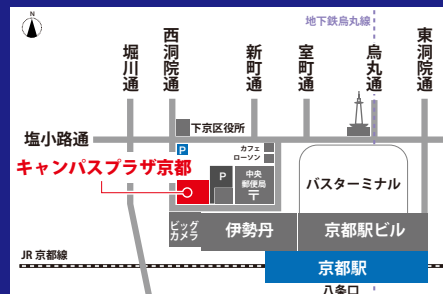 N
地下鉄烏丸線
堀川通
西洞院通
新町通
室町通
烏丸通
東洞院通
下京区役所
塩小路通
P
カフェ
ローソン
キャンパスプラザ京都
P
中央
郵便局
〒
バスターミナル
ビッグ
カメラ
伊勢丹
京都駅ビル
JR 京都線
京都駅
八条口